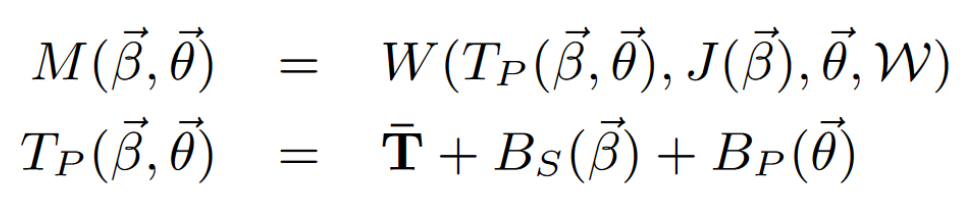 M(β⃗, θ⃗) = W(T_P(β⃗, θ⃗), J(β⃗), θ⃗, 𝒲)
T_P(β⃗, θ⃗) = T̄ + B_S(β⃗) + B_P(θ⃗)